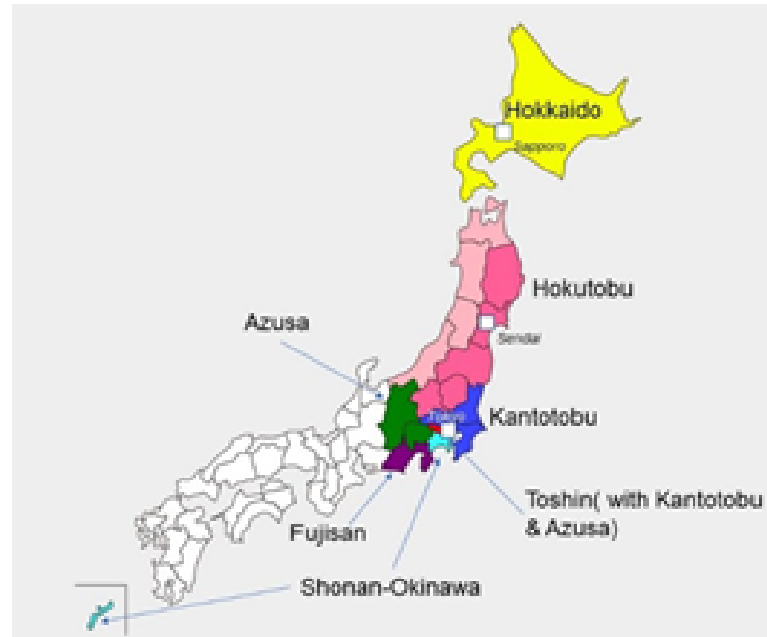 Hokkaido
Sapporo
Hokutobu
Sendai
Azusa
Tokyo
Kantotobu
Toshin( with Kantotobu
& Azusa)
Fujisan
Shonan-Okinawa